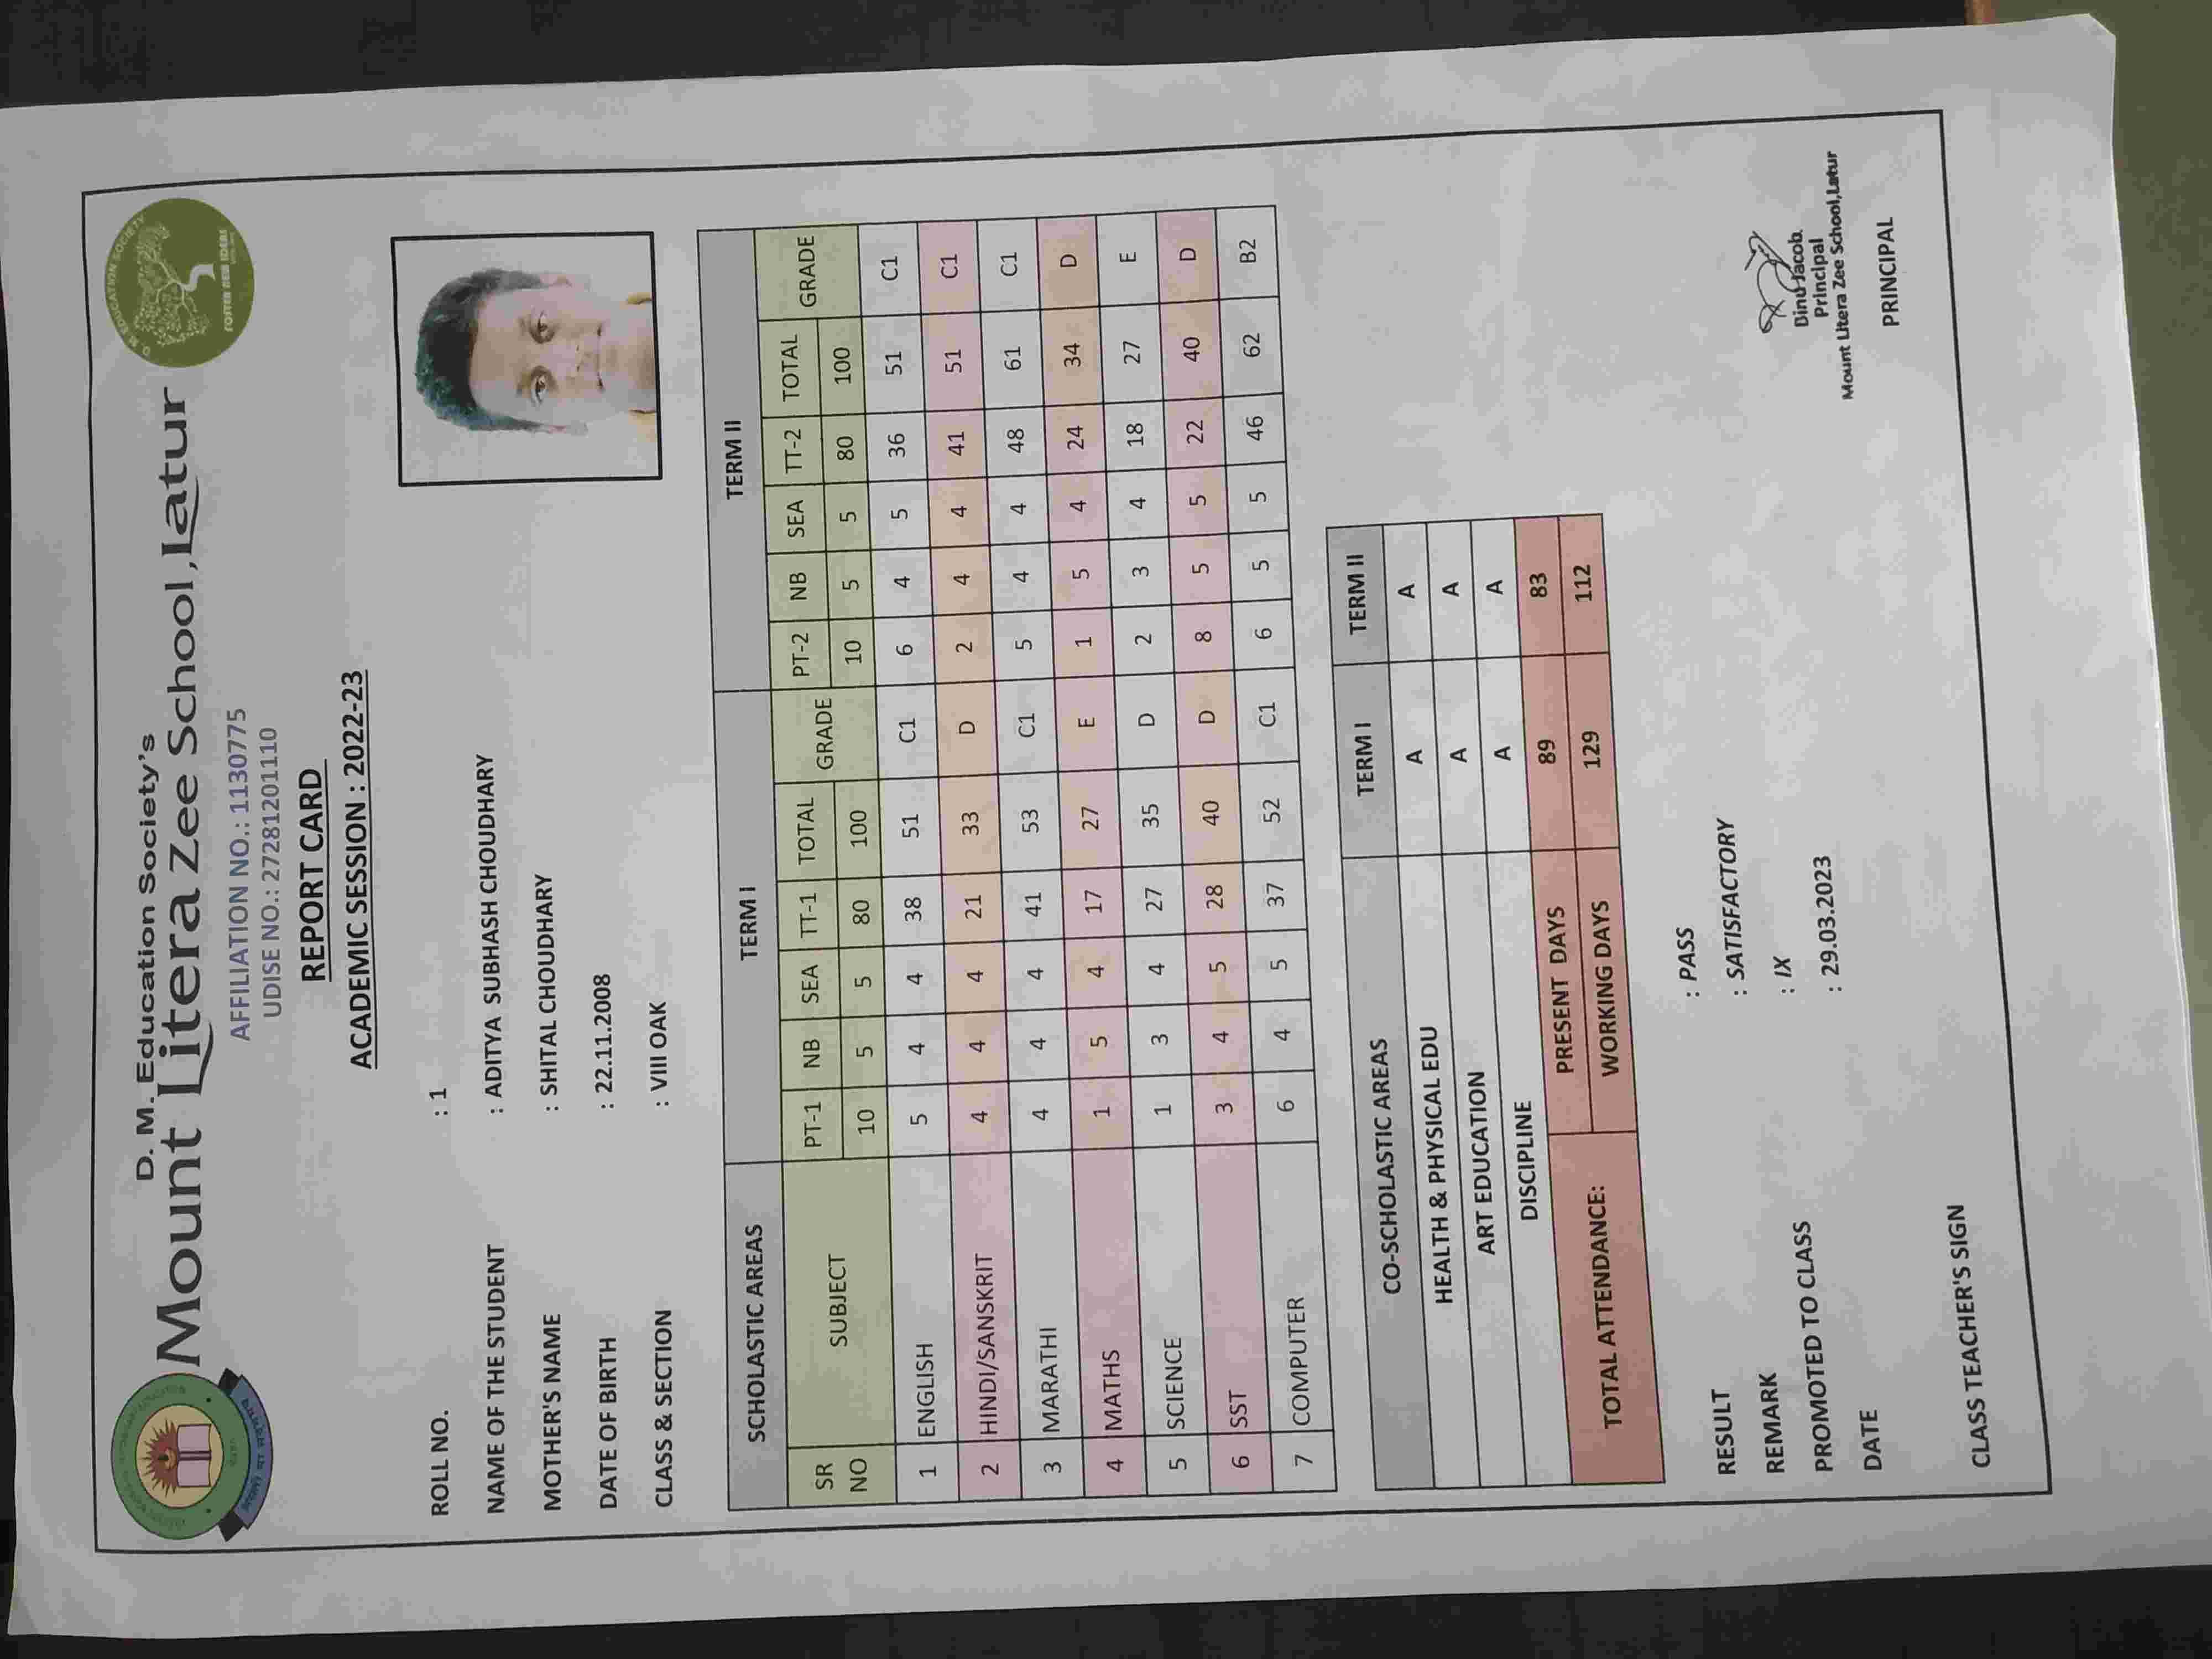 D. M. Education Society's
Mount Litera Zee School, Latur
D. M. EDUCATION SOCIETY
AFFILIATION NO.: 1130775
UDISE NO.: 27281201110
REPORT CARD
ACADEMIC SESSION : 2022-23
ROLL NO. : 1
NAME OF THE STUDENT : ADITYA SUBHASH CHOUDHARY
MOTHER'S NAME : SHITAL CHOUDHARY
DATE OF BIRTH : 22.11.2008
CLASS & SECTION : VIII OAK
SCHOLASTIC AREAS TERM I TERM II
SR NO SUBJECT PT-1 NB SEA TT-1 TOTAL GRADE PT-2 NB SEA TT-2 TOTAL GRADE
10 5 5 80 100 10 5 5 80 100
1 ENGLISH 5 4 4 38 51 C1 6 4 5 36 51 C1
2 HINDI/SANSKRIT 4 4 4 21 33 D 2 4 4 41 51 C1
3 MARATHI 4 4 4 41 53 C1 5 4 4 48 61 C1
4 MATHS 1 5 4 17 27 E 1 5 4 24 34 D
5 SCIENCE 1 3 4 27 35 D 2 3 4 18 27 E
6 SST 3 4 5 28 40 D 8 5 5 22 40 D
7 COMPUTER 6 4 5 37 52 C1 6 5 5 46 62 B2
CO-SCHOLASTIC AREAS TERM I TERM II
HEALTH & PHYSICAL EDU A A
ART EDUCATION A A
DISCIPLINE A A
TOTAL ATTENDANCE: PRESENT DAYS 89 83
WORKING DAYS 129 112
RESULT : PASS
REMARK : SATISFACTORY
PROMOTED TO CLASS : IX
DATE : 29.03.2023
Dinu Jacob
Principal
Mount Litera Zee School, Latur
CLASS TEACHER'S SIGN PRINCIPAL